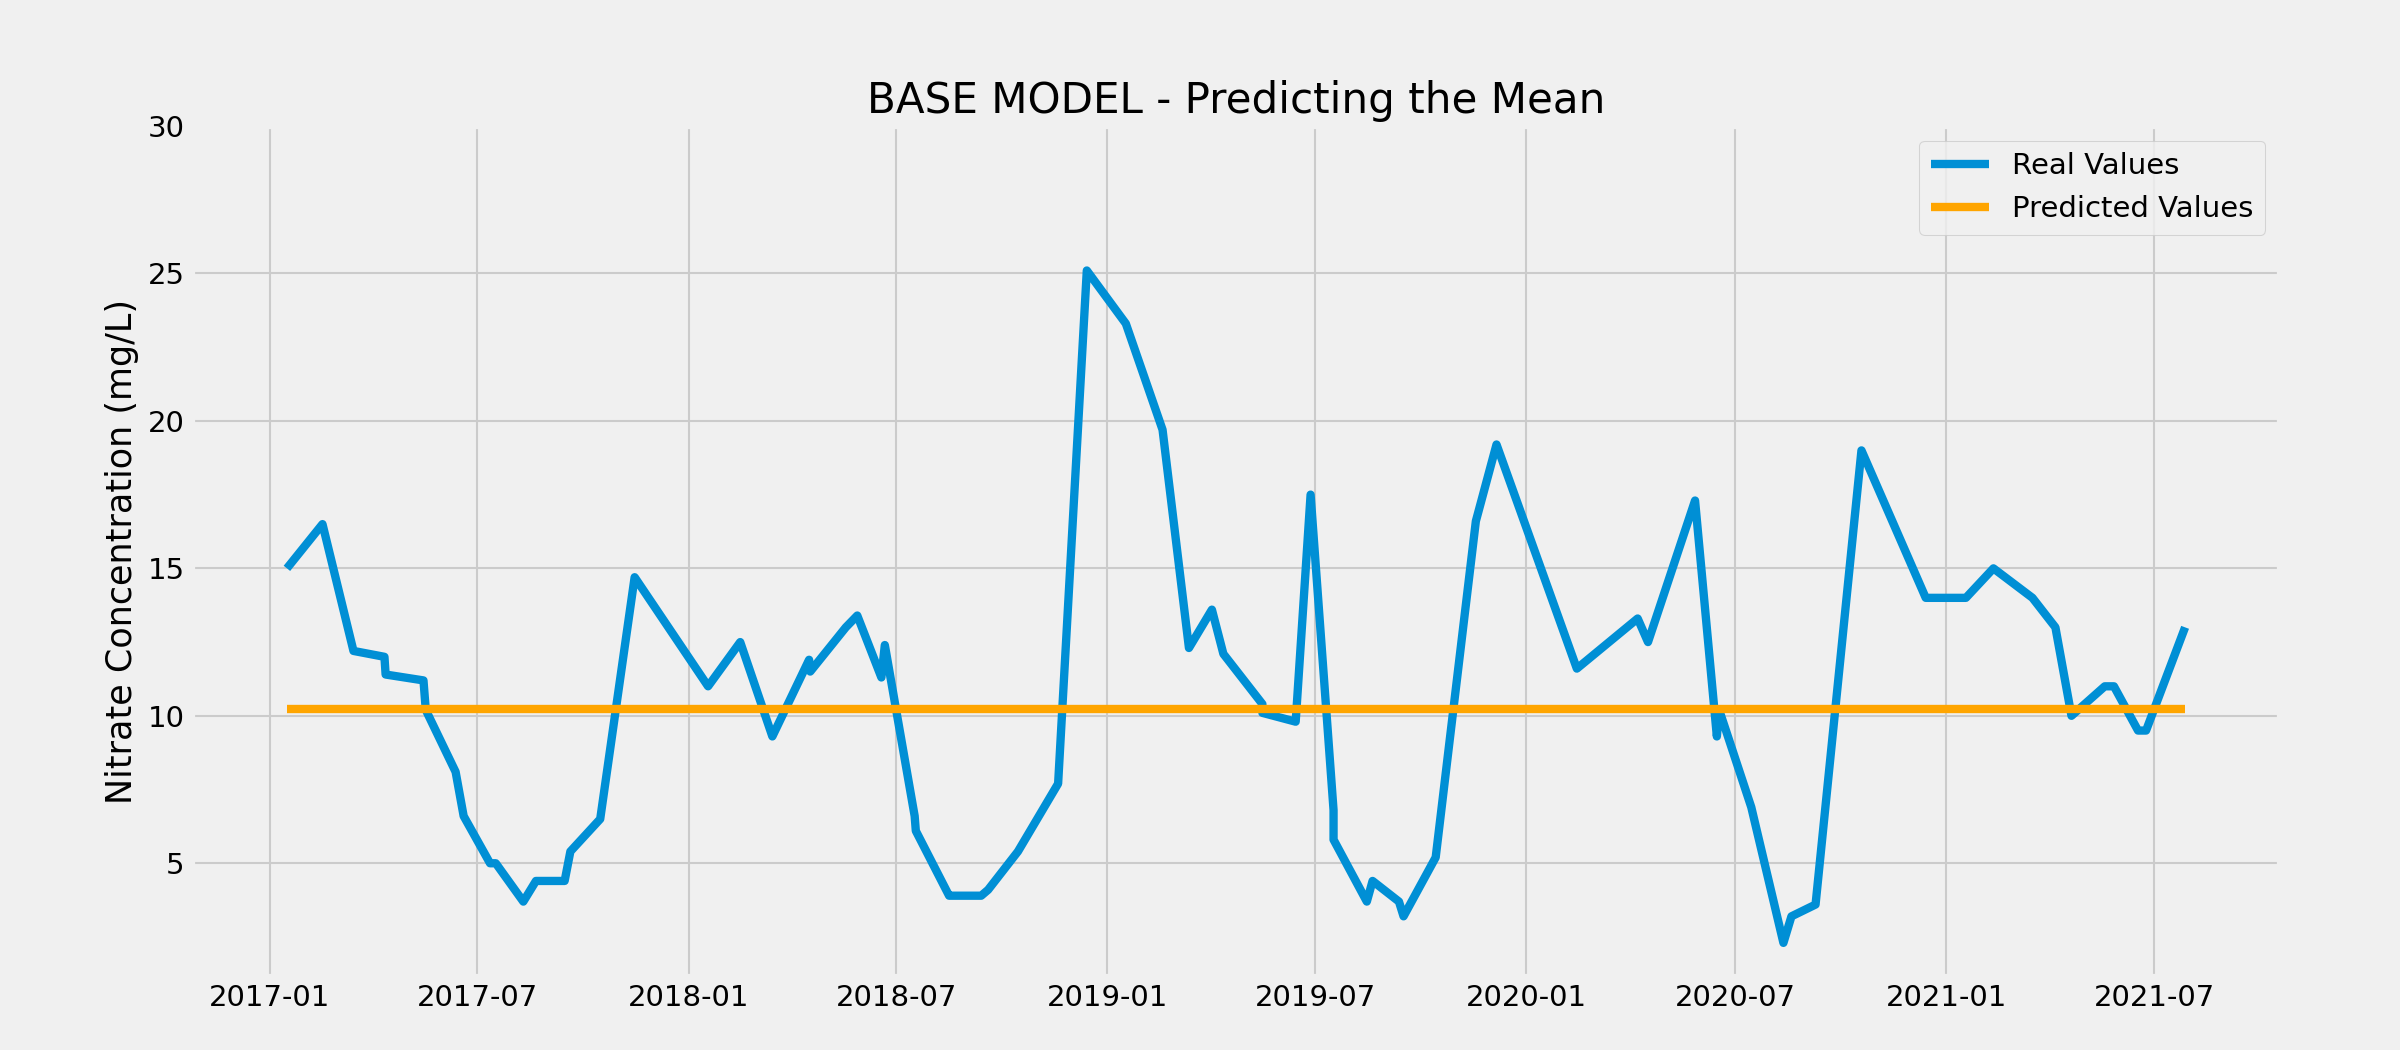 BASE MODEL - Predicting the Mean
Real Values
Predicted Values
Nitrate Concentration (mg/L)
30
25
20
15
10
5
2017-01 2017-07 2018-01 2018-07 2019-01 2019-07 2020-01 2020-07 2021-01 2021-07